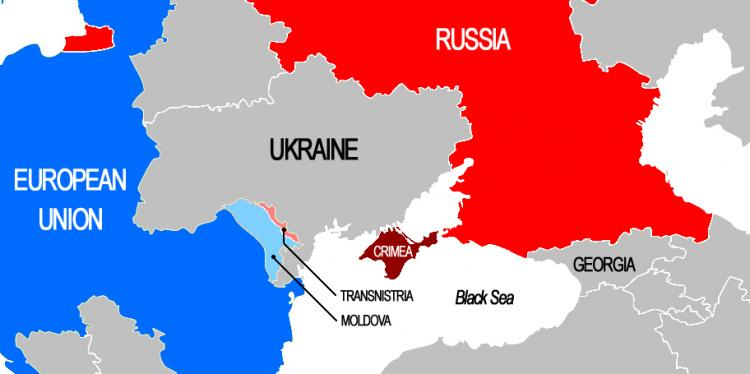 RUSSIA
UKRAINE
EUROPEAN
UNION
CRIMEA
GEORGIA
TRANSNISTRIA
Black Sea
MOLDOVA